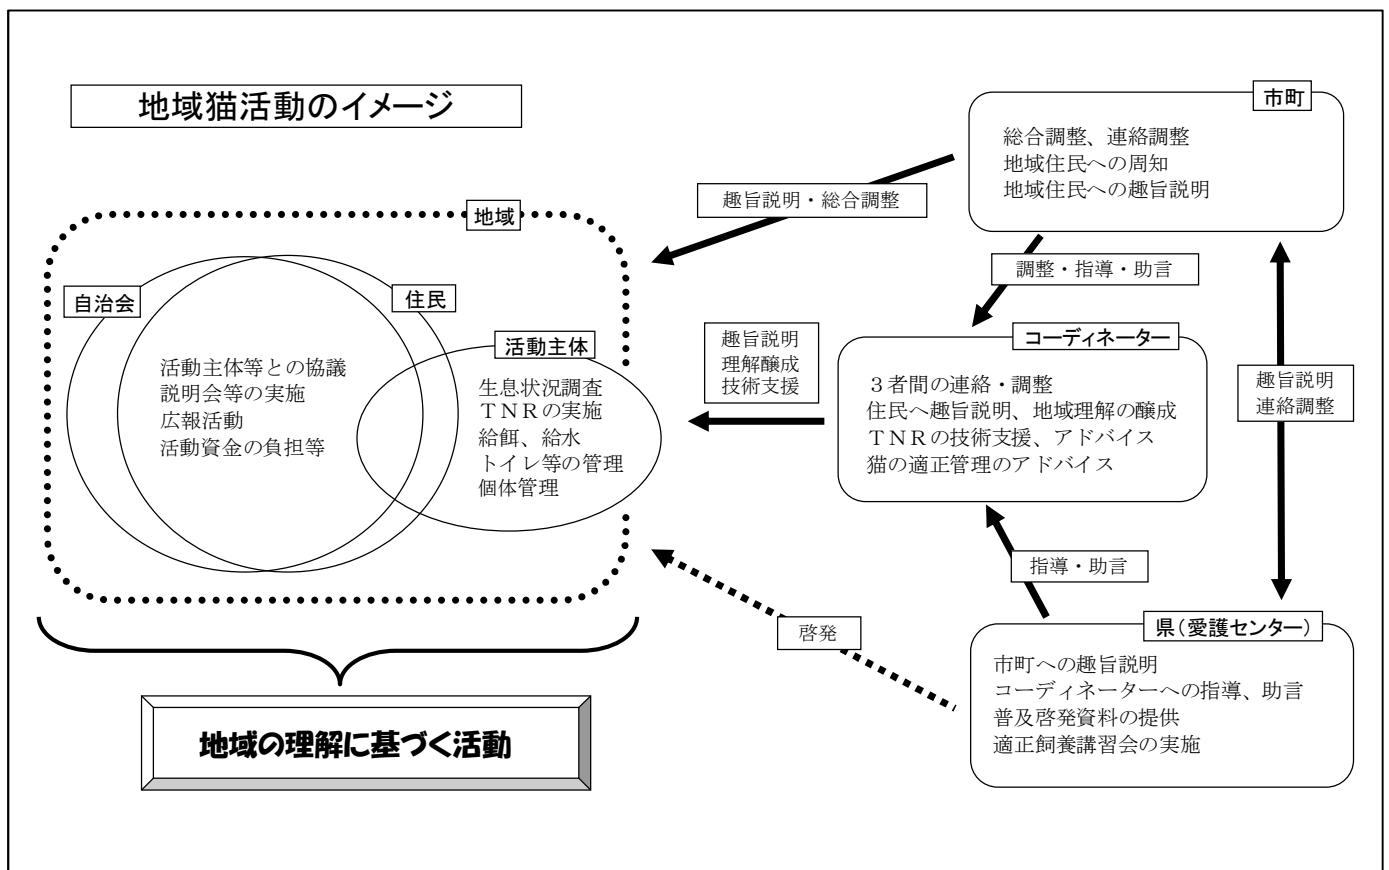 地域猫活動のイメージ
市町
総合調整、連絡調整
地域住民への周知
地域住民への趣旨説明
趣旨説明・総合調整
地域
調整・指導・助言
自治会
住民
活動主体
活動主体等との協議
説明会等の実施
広報活動
活動資金の負担等
生息状況調査
ＴＮＲの実施
給餌、給水
トイレ等の管理
個体管理
趣旨説明
理解醸成
技術支援
コーディネーター
３者間の連絡・調整
住民へ趣旨説明、地域理解の醸成
ＴＮＲの技術支援、アドバイス
猫の適正管理のアドバイス
趣旨説明
連絡調整
指導・助言
啓発
県（愛護センター）
市町への趣旨説明
コーディネーターへの指導、助言
普及啓発資料の提供
適正飼養講習会の実施
地域の理解に基づく活動